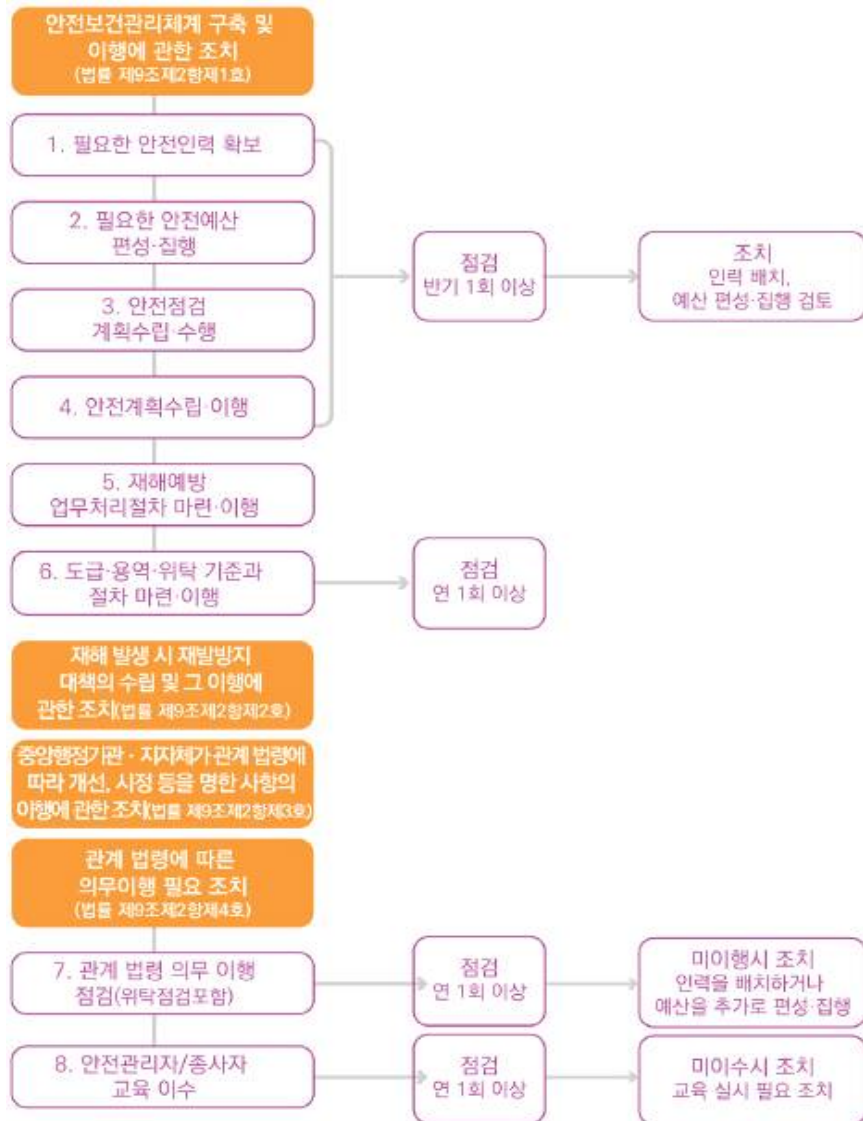 안전보건관리체계 구축 및
이행에 관한 조치
(법률 제9조제2항제1호)
1. 필요한 안전인력 확보
2. 필요한 안전예산
편성·집행
3. 안전점검
계획수립·수행
4. 안전계획수립·이행
점검
반기 1회 이상
조치
인력 배치,
예산 편성·집행 검토
5. 재해예방
업무처리절차 마련·이행
6. 도급·용역·위탁 기준과
절차 마련·이행
점검
연 1회 이상
재해 발생 시 재발방지
대책의 수립 및 그 이행에
관한 조치(법률 제9조제2항제2호)
중앙행정기관·지자체가 관계 법령에
따라 개선, 시정 등을 명한 사항의
이행에 관한 조치(법률 제9조제2항제3호)
관계 법령에 따른
의무이행 필요 조치
(법률 제9조제2항제4호)
7. 관계 법령 의무 이행
점검(위탁점검포함)
점검
연 1회 이상
미이행시 조치
인력을 배치하거나
예산을 추가로 편성·집행
8. 안전관리자/종사자
교육 이수
점검
연 1회 이상
미이수시 조치
교육 실시 필요 조치